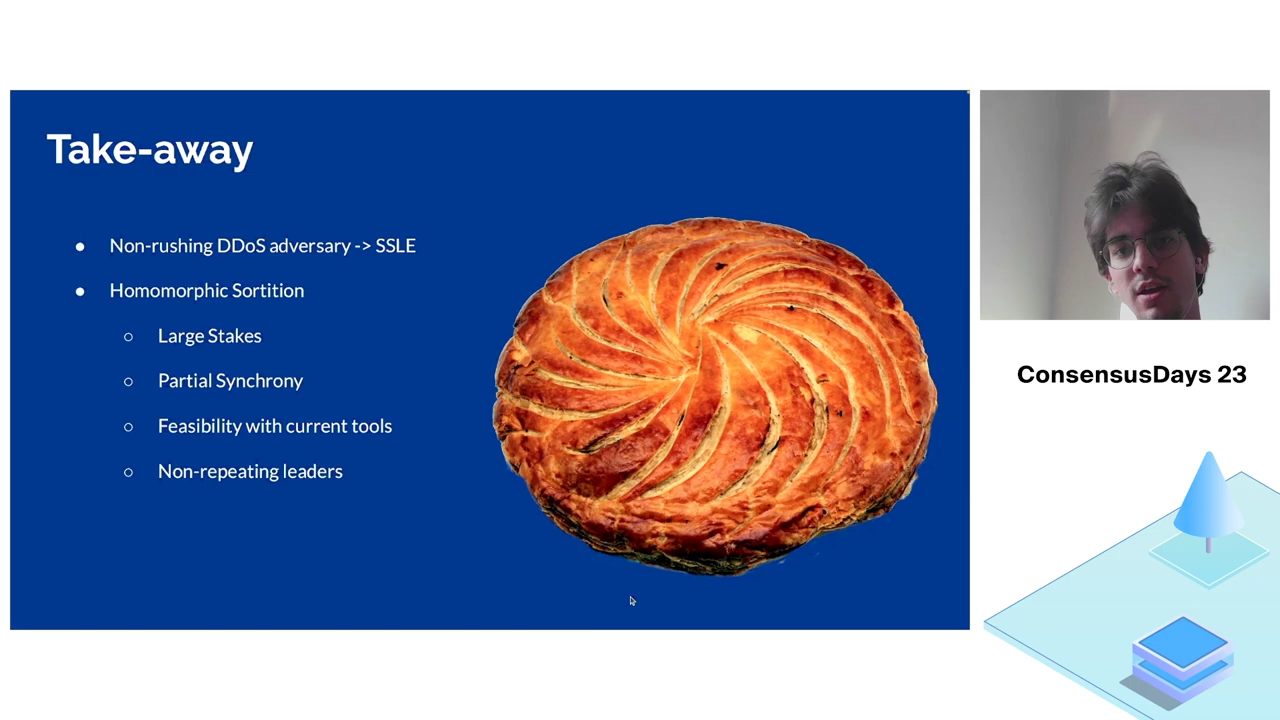 Take-away
● Non-rushing DDoS adversary -> SSLE
● Homomorphic Sortition
○ Large Stakes
○ Partial Synchrony
○ Feasibility with current tools
○ Non-repeating leaders
ConsensusDays 23